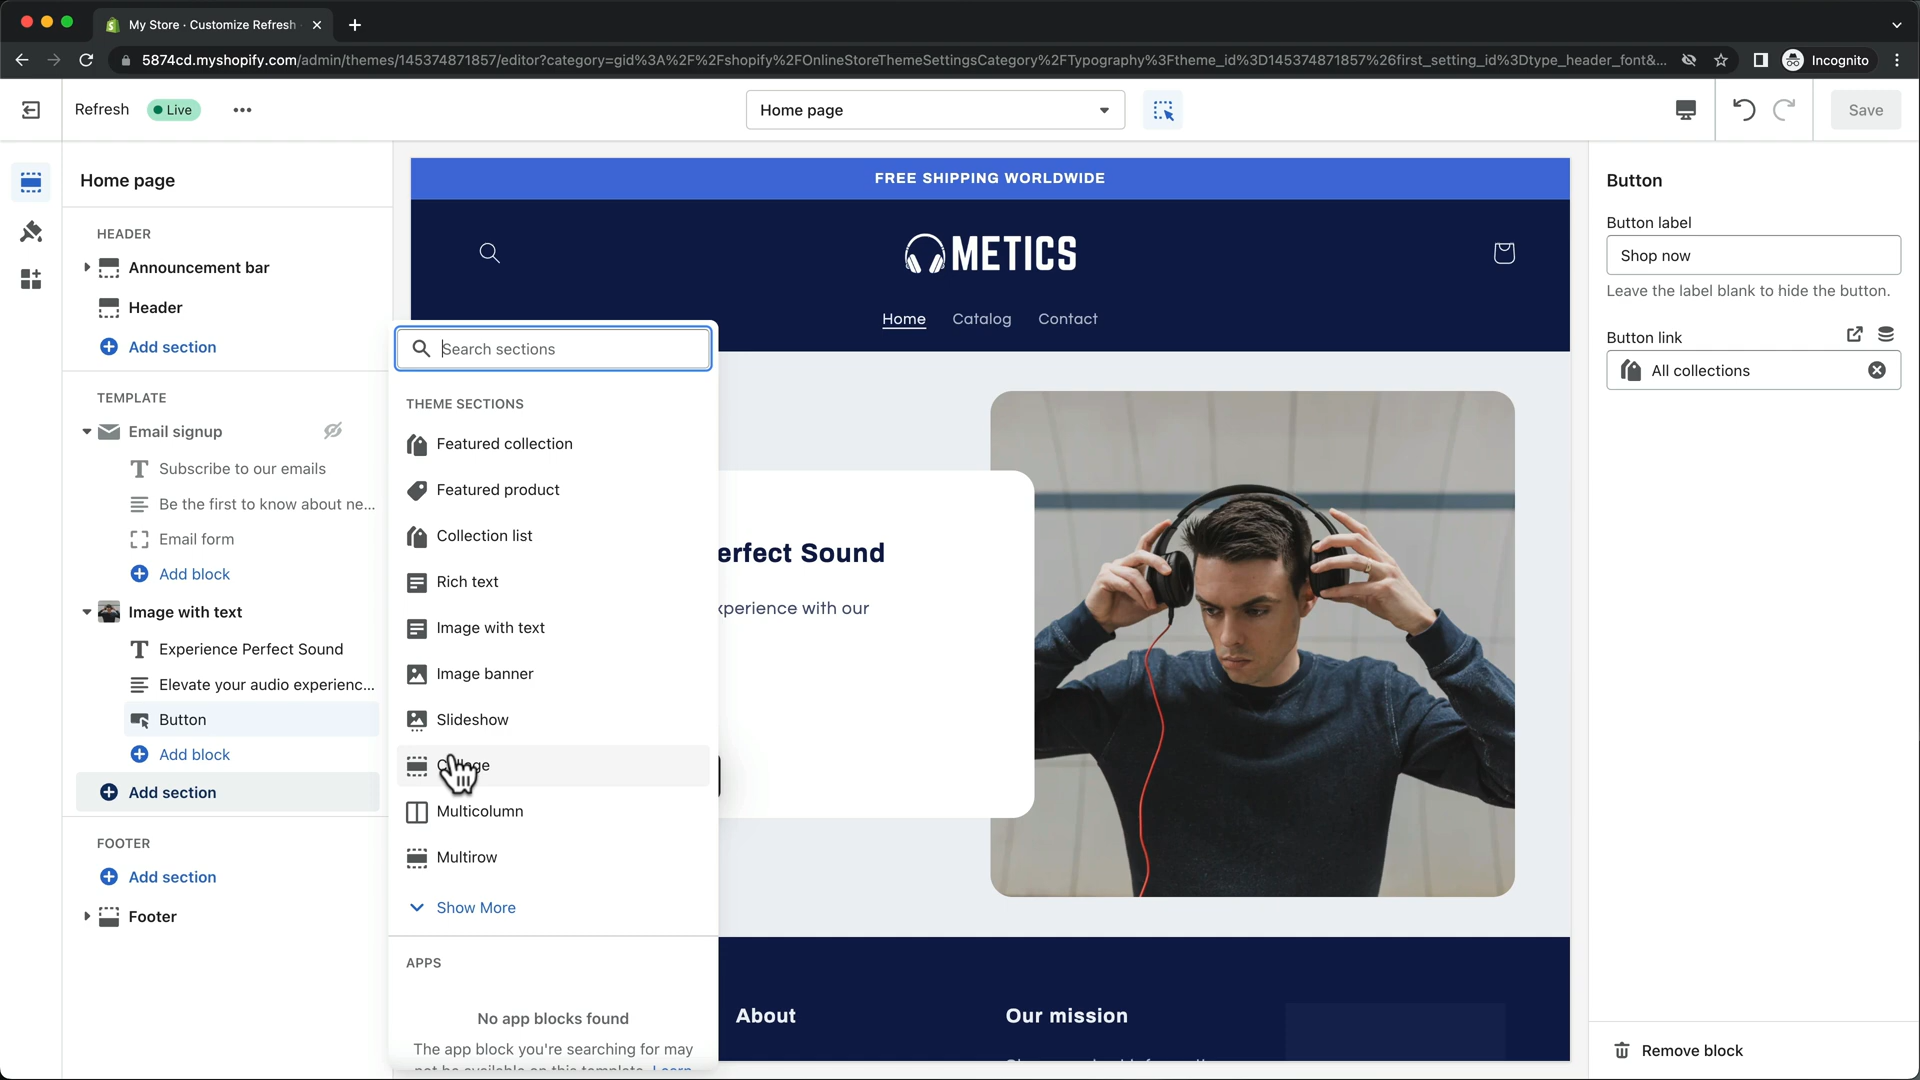 My Store · Customize Refresh
5874cd.myshopify.com/admin/themes/145374871857/editor?category=gid%3A%2F%2Fshopify%2FOnlineStoreThemeSettingsCategory%2FTypography%3Ftheme_id%3D145374871857%26first_setting_id%3Dtype_header_font&...
Incognito
Refresh
Live
Home page
Save
Home page
HEADER
Announcement bar
Header
Add section
TEMPLATE
Email signup
Subscribe to our emails
Be the first to know about ne...
Email form
Add block
Image with text
Experience Perfect Sound
Elevate your audio experienc...
Button
Add block
Add section
FOOTER
Add section
Footer
Search sections
THEME SECTIONS
Featured collection
Featured product
Collection list
Rich text
Image with text
Image banner
Slideshow
Multicolumn
Multirow
Show More
APPS
No app blocks found
The app block you're searching for may
FREE SHIPPING WORLDWIDE
METICS
Home Catalog Contact
erfect Sound
xperience with our
About
Our mission
Button
Button label
Shop now
Leave the label blank to hide the button.
Button link
All collections
Remove block